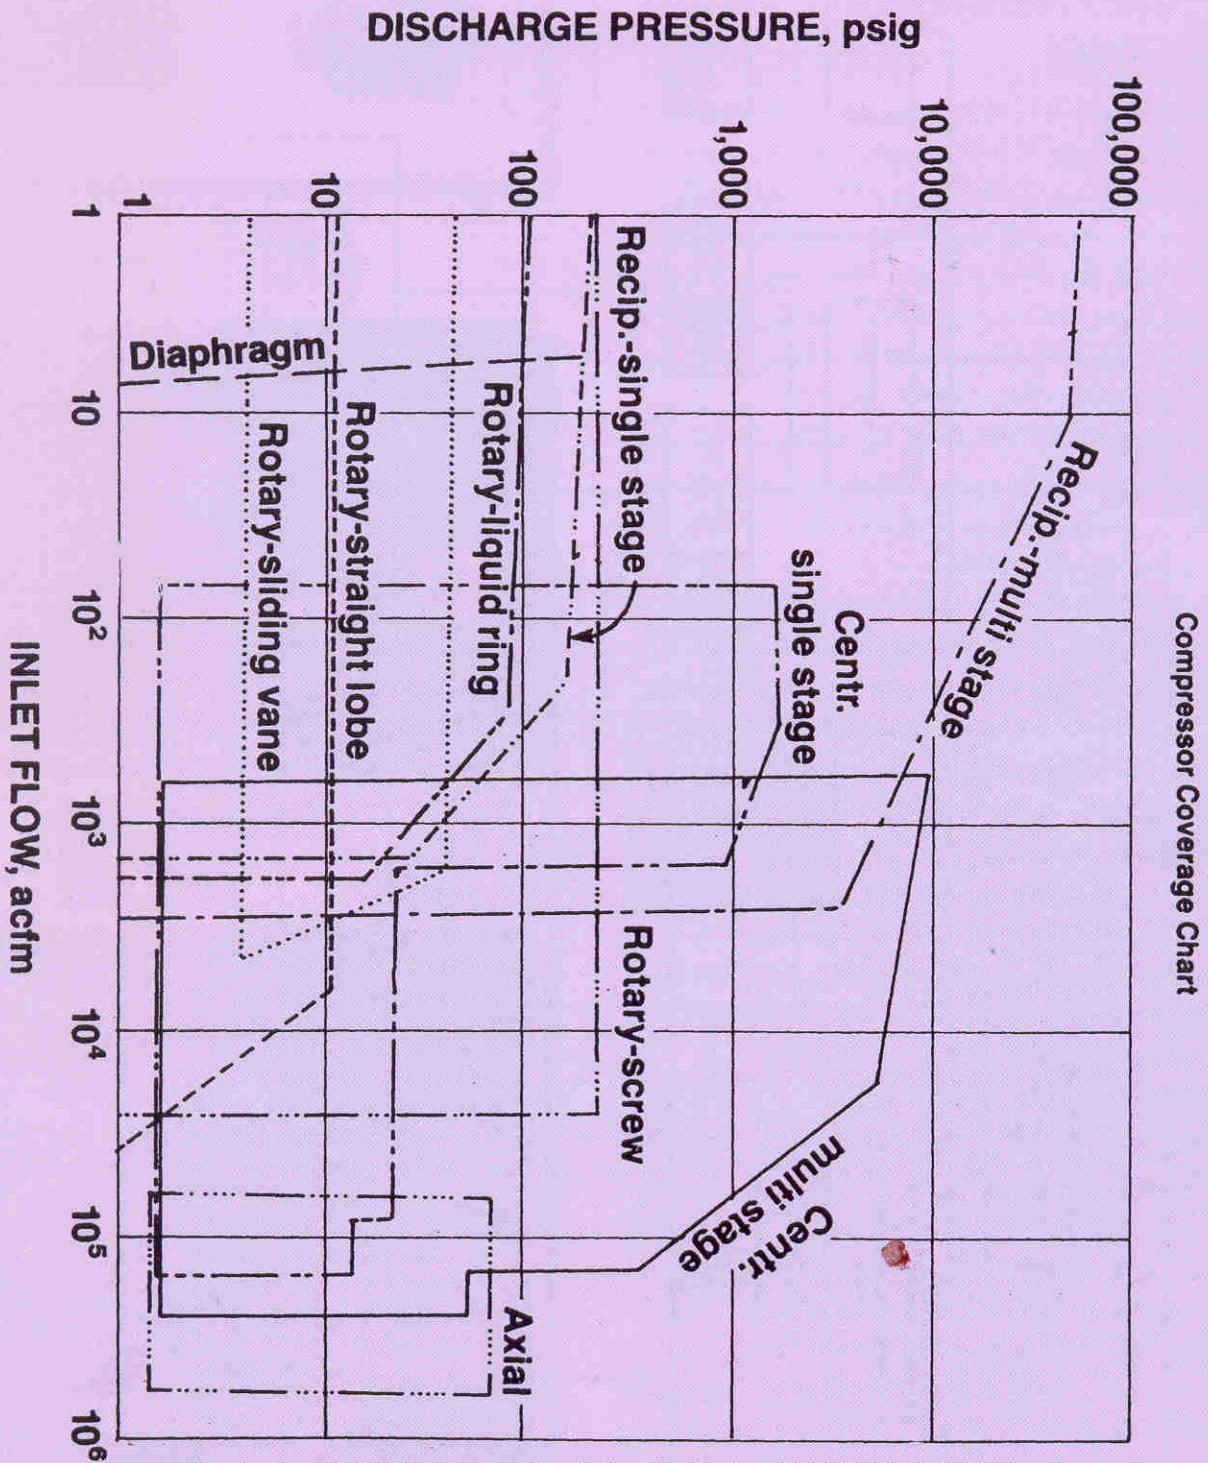 Compressor Coverage Chart
DISCHARGE PRESSURE, psig
100,000
10,000
1,000
100
10
1
Recip.-multi stage
Centr.
single stage
Recip.-single stage
Rotary-liquid ring
Diaphragm
Rotary-straight lobe
Rotary-sliding vane
Rotary-screw
Centr.
multi stage
Axial
1
10
10²
10³
10⁴
10⁵
10⁶
INLET FLOW, acfm